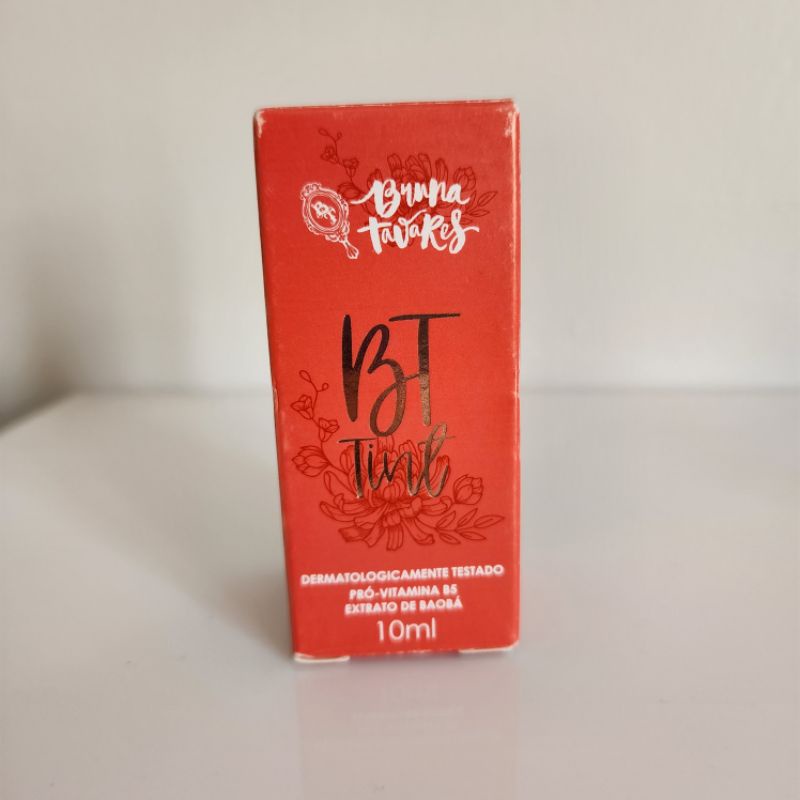 Bruna
Tavares
BT
Tint
DERMATOLOGICAMENTE TESTADO
PRÓ-VITAMINA B5
EXTRATO DE BAOBÁ
10ml